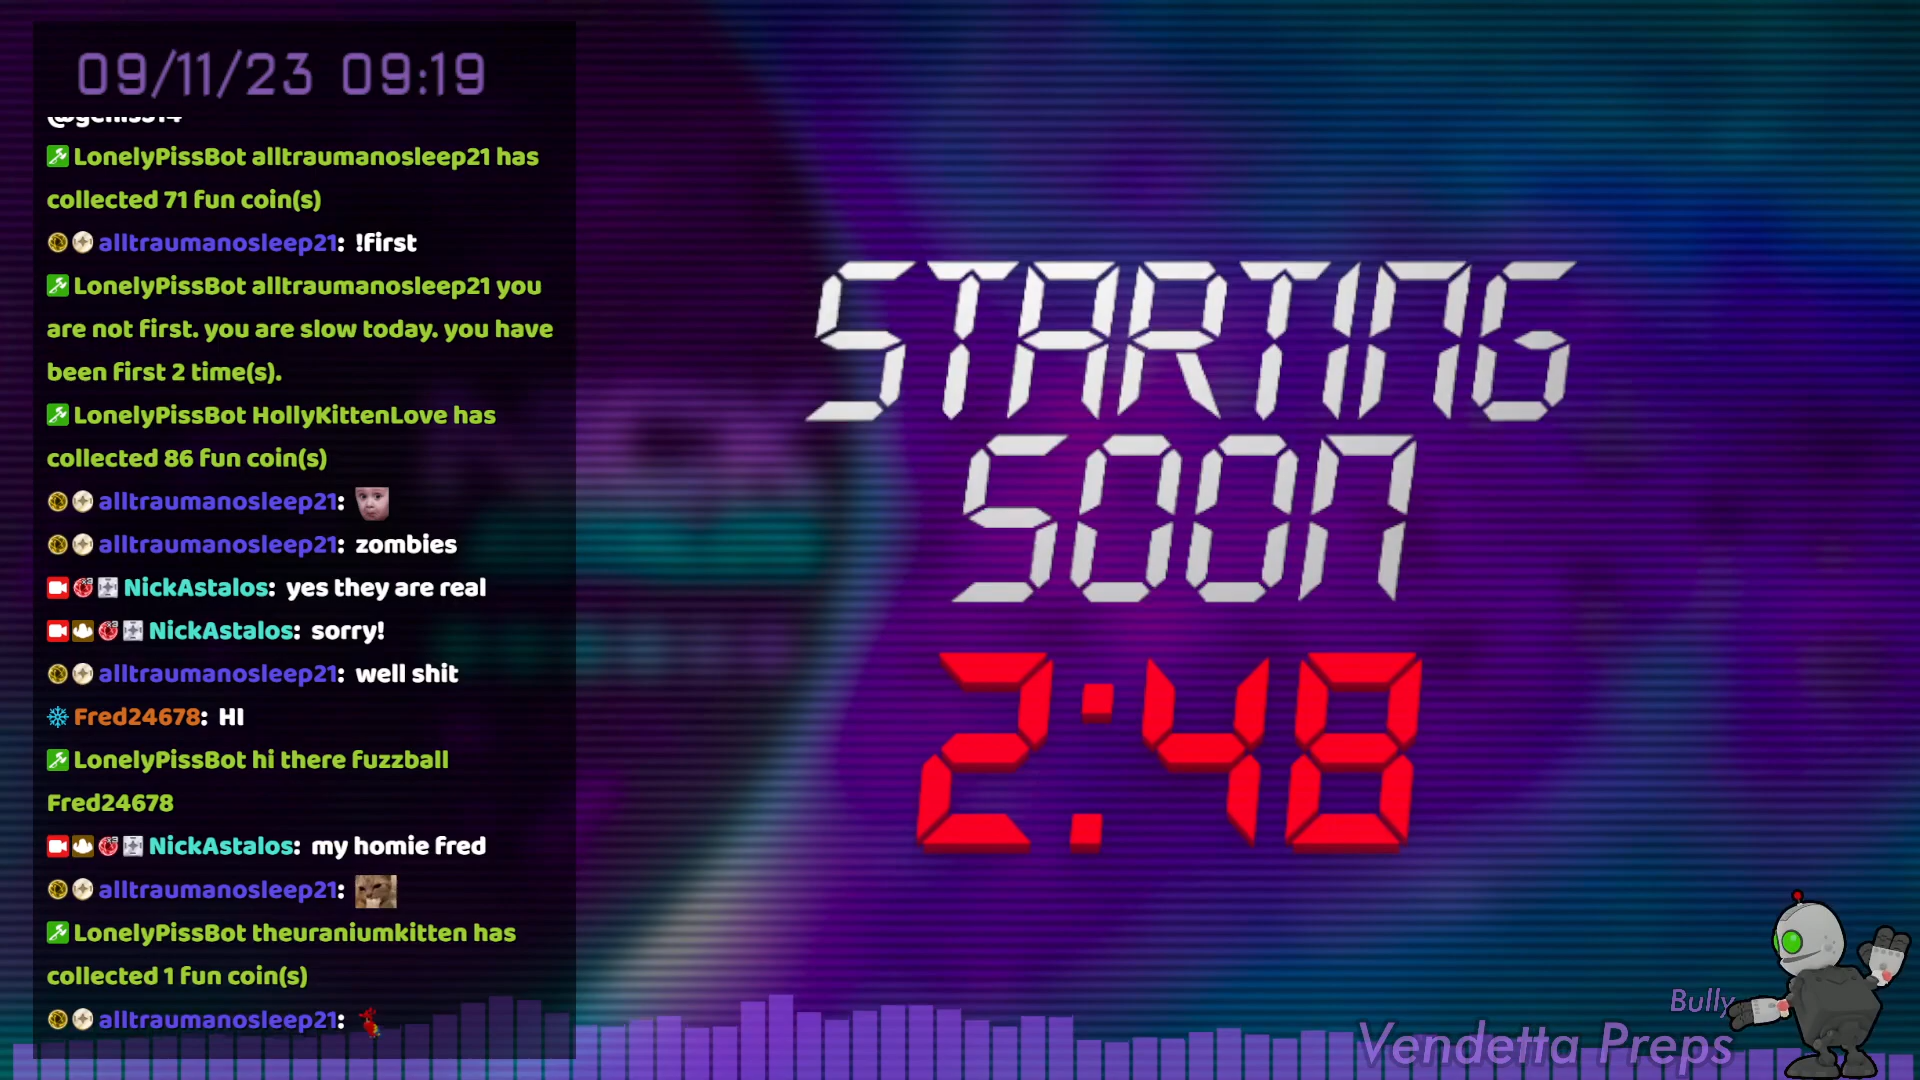 09/11/23 09:19
LonelyPissBot alltraumanosleep21 has
collected 71 fun coin(s)
alltraumanosleep21: !first
LonelyPissBot alltraumanosleep21 you
are not first. you are slow today. you have
been first 2 time(s).
LonelyPissBot HollyKittenLove has
collected 86 fun coin(s)
alltraumanosleep21:
alltraumanosleep21: zombies
NickAstalos: yes they are real
NickAstalos: sorry!
alltraumanosleep21: well shit
Fred24678: HI
LonelyPissBot hi there fuzzball
Fred24678
NickAstalos: my homie fred
alltraumanosleep21:
LonelyPissBot theuraniumkitten has
collected 1 fun coin(s)
alltraumanosleep21:
STARTING
SOON
2:48
Bully
Vendetta Preps